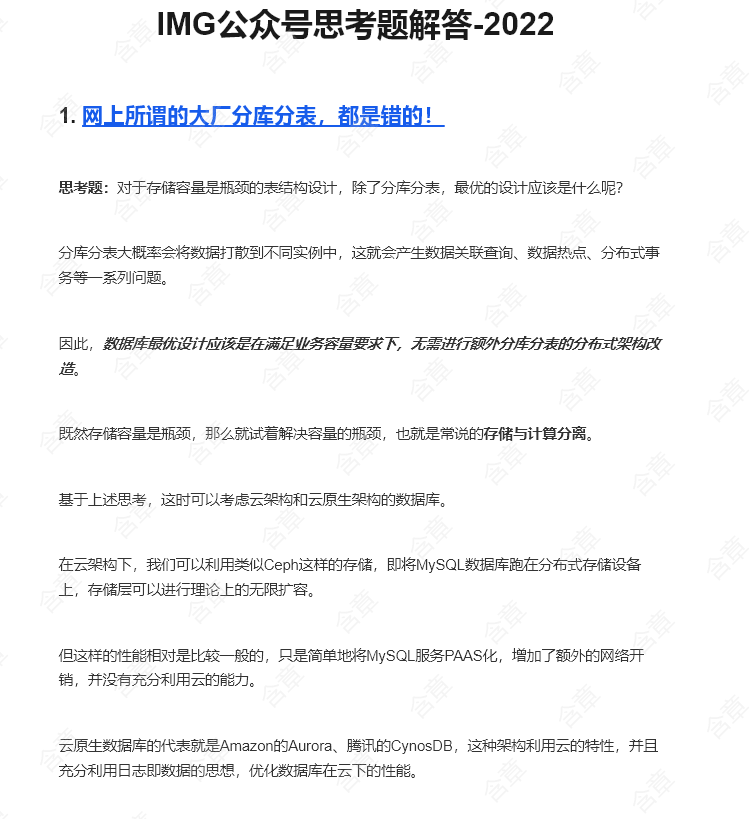 IMG公众号思考题解答-2022
1. 网上所谓的大厂分库分表，都是错的！
思考题：对于存储容量是瓶颈的表结构设计，除了分库分表，最优的设计应该是什么呢？
分库分表大概率会将数据打散到不同实例中，这就会产生数据关联查询、数据热点、分布式事
务等一系列问题。
因此，数据库最优设计应该是在满足业务容量要求下，无需进行额外分库分表的分布式架构改
造。
既然存储容量是瓶颈，那么就试着解决容量的瓶颈，也就是常说的存储与计算分离。
基于上述思考，这时可以考虑云架构和云原生架构的数据库。
在云架构下，我们可以利用类似Ceph这样的存储，即将MySQL数据库跑在分布式存储设备
上，存储层可以进行理论上的无限扩容。
但这样的性能相对是比较一般的，只是简单地将MySQL服务PAAS化，增加了额外的网络开
销，并没有充分利用云的能力。
云原生数据库的代表就是Amazon的Aurora、腾讯的CynosDB，这种架构利用云的特性，并且
充分利用日志即数据的思想，优化数据库在云下的性能。
含章